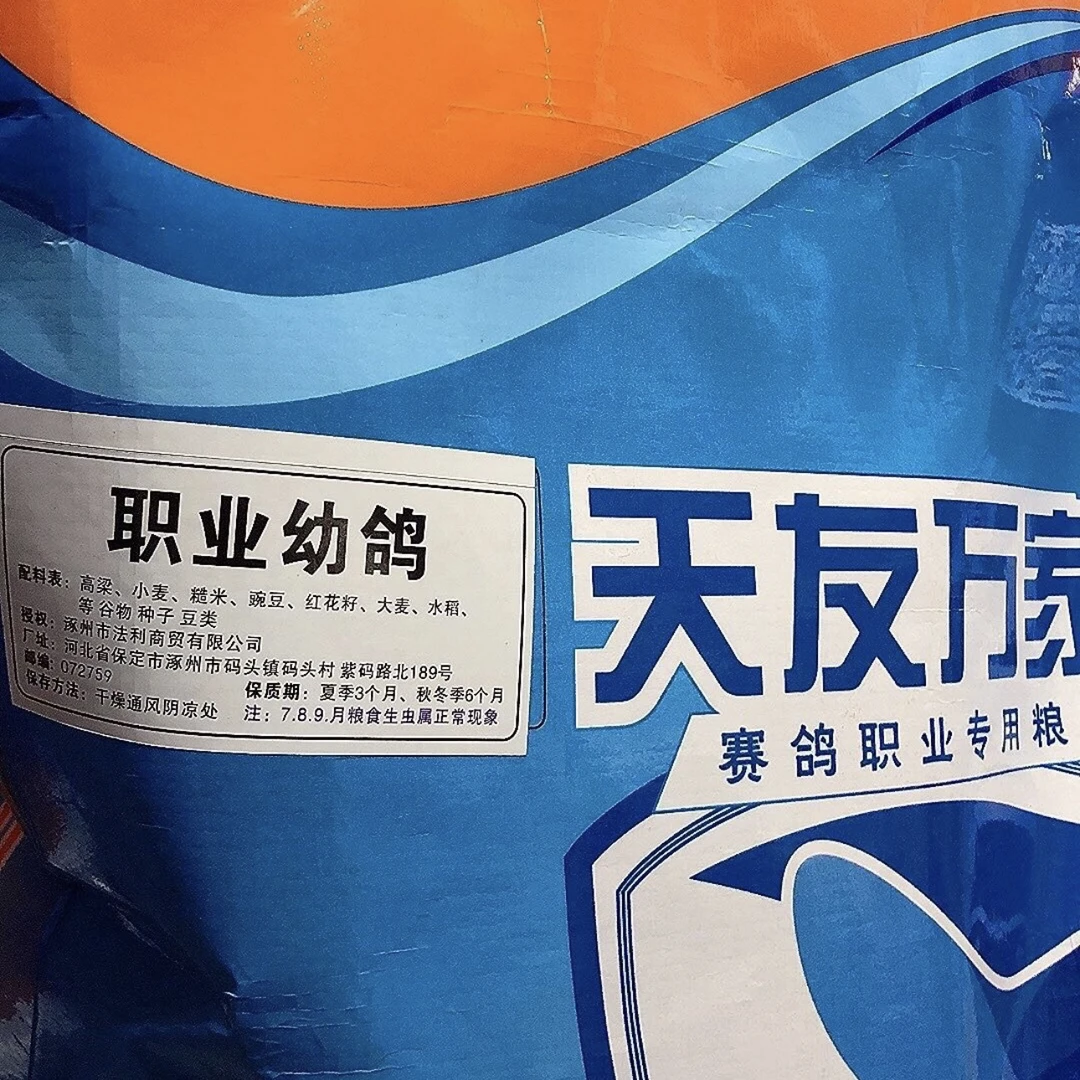 职业幼鸽
配料表：高粱、小麦、糙米、豌豆、红花籽、大麦、水稻、
等谷物 种子 豆类
授权：涿州市法利商贸有限公司
厂址：河北省保定市涿州市码头镇码头村 紫码路北189号
邮编：072759
保质期：夏季3个月、秋冬季6个月
保存方法：干燥通风阴凉处 注：7.8.9.月粮食生虫属正常现象
天友万家
赛鸽职业专用粮